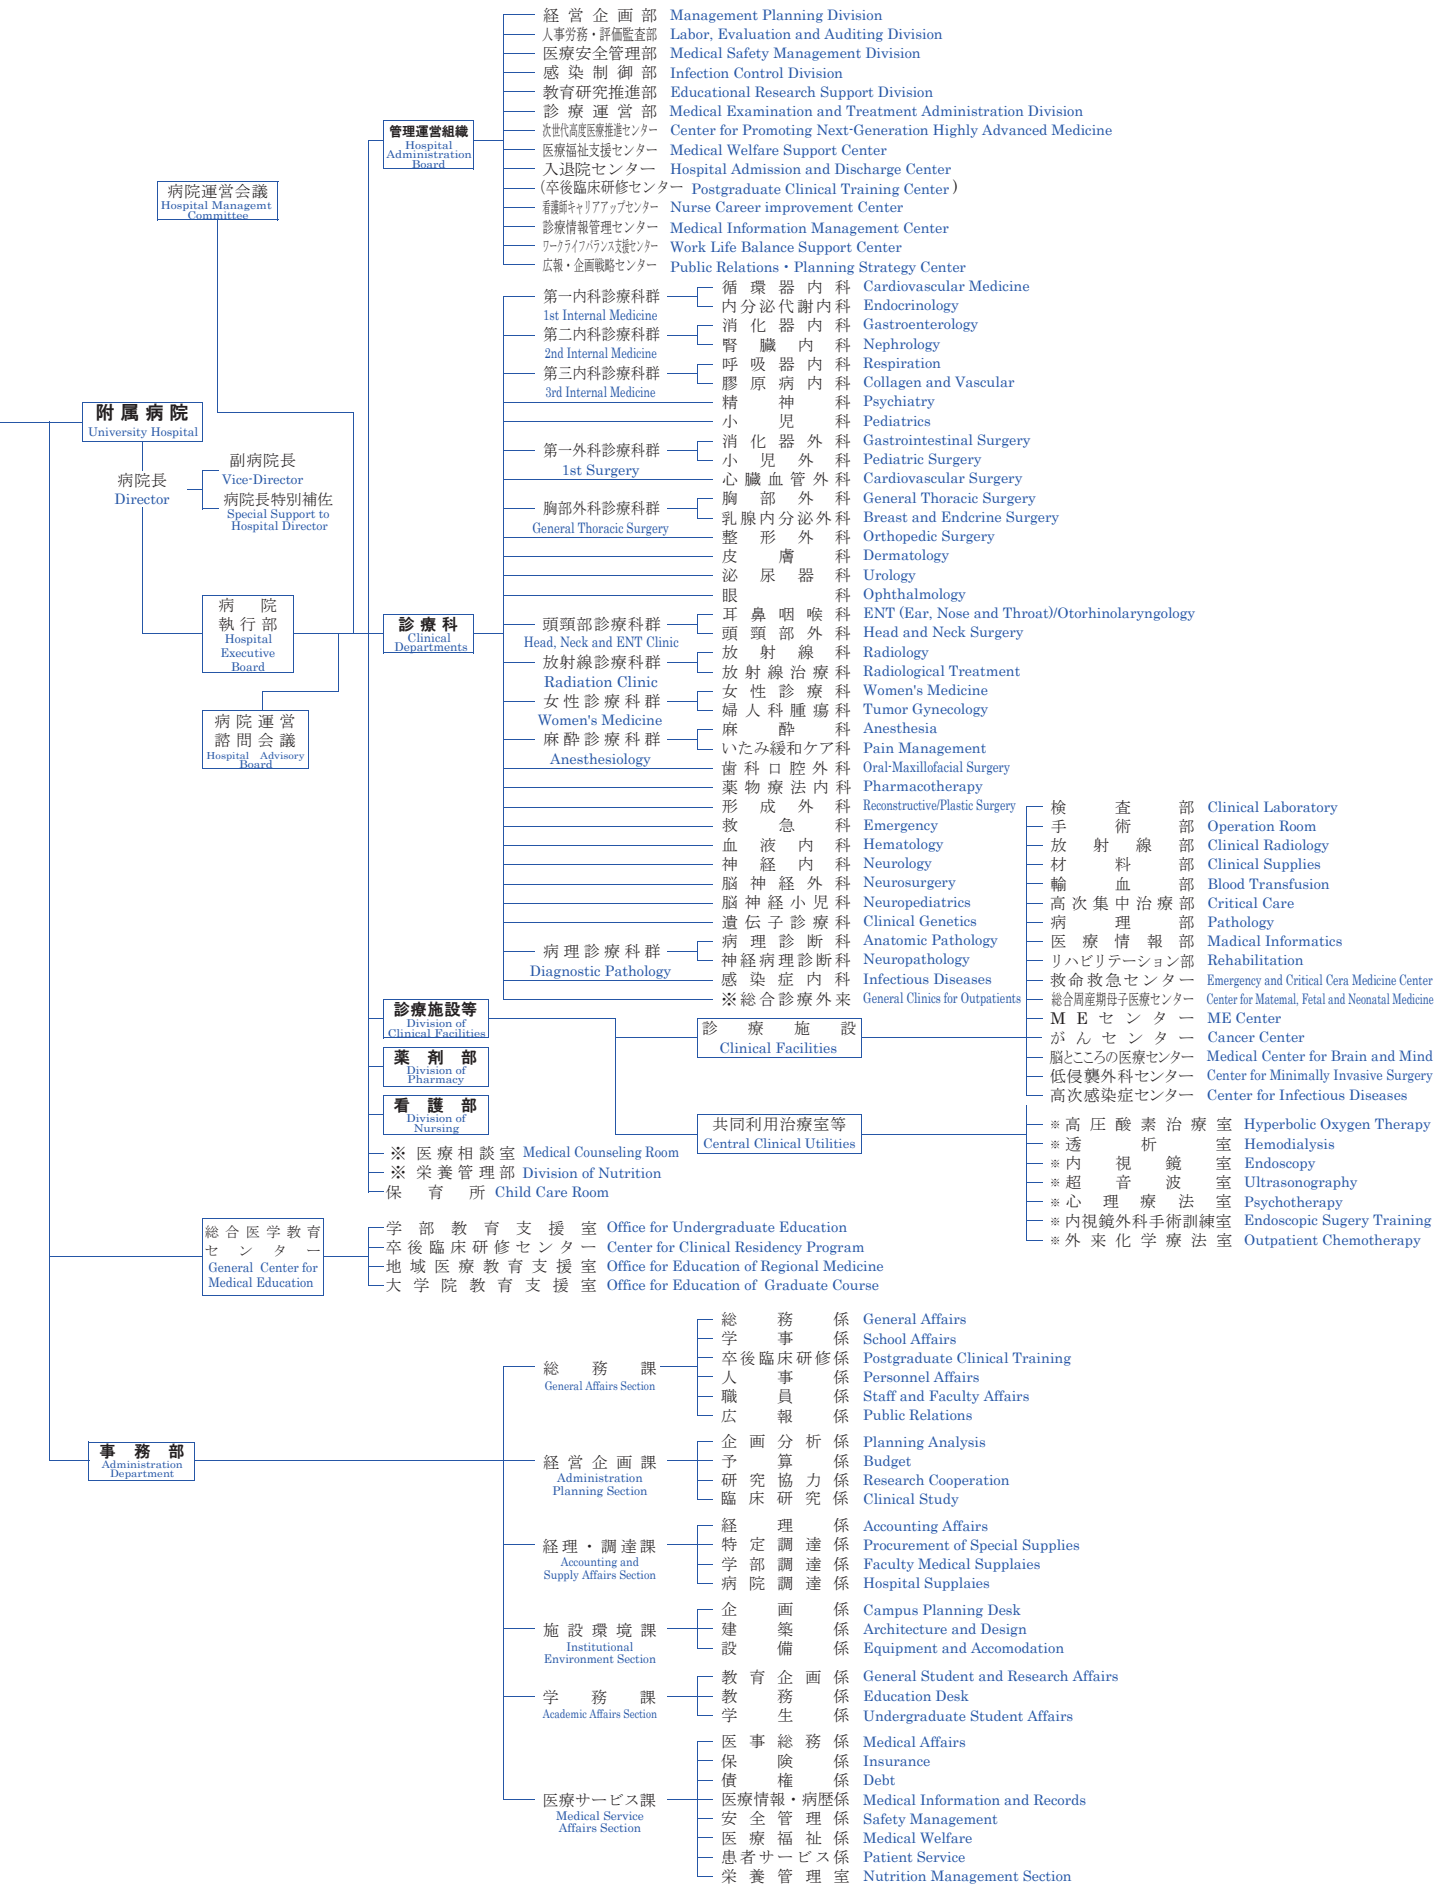 経営企画部 Management Planning Division
人事労務・評価監査部 Labor, Evaluation and Auditing Division
医療安全管理部 Medical Safety Management Division
感染制御部 Infection Control Division
教育研究推進部 Educational Research Support Division
診療運営部 Medical Examination and Treatment Administration Division
次世代高度医療推進センター Center for Promoting Next-Generation Highly Advanced Medicine
医療福祉支援センター Medical Welfare Support Center
入退院センター Hospital Admission and Discharge Center
(卒後臨床研修センター Postgraduate Clinical Training Center)
看護師キャリアアップセンター Nurse Career improvement Center
診療情報管理センター Medical Information Management Center
ワークライフバランス支援センター Work Life Balance Support Center
広報・企画戦略センター Public Relations・Planning Strategy Center
管理運営組織
Hospital
Administration
Board
病院運営会議
Hospital Managemt
Committee
附属病院
University Hospital
病院長
Director
副病院長
Vice-Director
病院長特別補佐
Special Support to
Hospital Director
病院
執行部
Hospital
Executive
Board
病院運営
諮問会議
Hospital Advisory
Board
診療科
Clinical
Departments
第一内科診療科群
1st Internal Medicine
循環器内科 Cardiovascular Medicine
内分泌代謝内科 Endocrinology
第二内科診療科群
2nd Internal Medicine
消化器内科 Gastroenterology
腎臓内科 Nephrology
第三内科診療科群
3rd Internal Medicine
呼吸器内科 Respiration
膠原病内科 Collagen and Vascular
精神科 Psychiatry
小児科 Pediatrics
第一外科診療科群
1st Surgery
消化器外科 Gastrointestinal Surgery
小児外科 Pediatric Surgery
心臓血管外科 Cardiovascular Surgery
胸部外科診療科群
General Thoracic Surgery
胸部外科 General Thoracic Surgery
乳腺内分泌外科 Breast and Endcrine Surgery
整形外科 Orthopedic Surgery
皮膚科 Dermatology
泌尿器科 Urology
眼科 Ophthalmology
頭頸部診療科群
Head, Neck and ENT Clinic
耳鼻咽喉科 ENT (Ear, Nose and Throat)/Otorhinolaryngology
頭頸部外科 Head and Neck Surgery
放射線診療科群
Radiation Clinic
放射線科 Radiology
放射線治療科 Radiological Treatment
女性診療科群
Women's Medicine
女性診療科 Women's Medicine
婦人科腫瘍科 Tumor Gynecology
麻酔診療科群
Anesthesiology
麻酔科 Anesthesia
いたみ緩和ケア科 Pain Management
歯科口腔外科 Oral-Maxillofacial Surgery
薬物療法内科 Pharmacotherapy
形成外科 Reconstructive/Plastic Surgery
救急科 Emergency
血液内科 Hematology
神経内科 Neurology
脳神経外科 Neurosurgery
脳神経小児科 Neuropediatrics
遺伝子診療科 Clinical Genetics
病理診療科群
Diagnostic Pathology
病理診断科 Anatomic Pathology
神経病理診断科 Neuropathology
感染症内科 Infectious Diseases
※総合診療外来 General Clinics for Outpatients
診療施設等
Division of
Clinical Facilities
診療施設
Clinical Facilities
検査部 Clinical Laboratory
手術部 Operation Room
放射線部 Clinical Radiology
材料部 Clinical Supplies
輸血部 Blood Transfusion
高次集中治療部 Critical Care
病理部 Pathology
医療情報部 Madical Informatics
リハビリテーション部 Rehabilitation
救命救急センター Emergency and Critical Cera Medicine Center
総合周産期母子医療センター Center for Matemal, Fetal and Neonatal Medicine
MEセンター ME Center
がんセンター Cancer Center
脳とこころの医療センター Medical Center for Brain and Mind
低侵襲外科センター Center for Minimally Invasive Surgery
高次感染症センター Center for Infectious Diseases
共同利用治療室等
Central Clinical Utilities
※高圧酸素治療室 Hyperbolic Oxygen Therapy
※透析室 Hemodialysis
※内視鏡室 Endoscopy
※超音波室 Ultrasonography
※心理療法室 Psychotherapy
※内視鏡外科手術訓練室 Endoscopic Sugery Training
※外来化学療法室 Outpatient Chemotherapy
薬剤部
Division of
Pharmacy
看護部
Division of
Nursing
※ 医療相談室 Medical Counseling Room
※ 栄養管理部 Division of Nutrition
保育所 Child Care Room
総合医学教育
センター
General Center for
Medical Education
学部教育支援室 Office for Undergraduate Education
卒後臨床研修センター Center for Clinical Residency Program
地域医療教育支援室 Office for Education of Regional Medicine
大学院教育支援室 Office for Education of Graduate Course
事務部
Administration
Department
総務課
General Affairs Section
総務係 General Affairs
学事係 School Affairs
卒後臨床研修係 Postgraduate Clinical Training
人事係 Personnel Affairs
職員係 Staff and Faculty Affairs
広報係 Public Relations
経営企画課
Administration
Planning Section
企画分析係 Planning Analysis
予算係 Budget
研究協力係 Research Cooperation
臨床研究係 Clinical Study
経理・調達課
Accounting and
Supply Affairs Section
経理係 Accounting Affairs
特定調達係 Procurement of Special Supplies
学部調達係 Faculty Medical Supplaies
病院調達係 Hospital Supplaies
施設環境課
Institutional
Environment Section
企画係 Campus Planning Desk
建築係 Architecture and Design
設備係 Equipment and Accomodation
学務課
Academic Affairs Section
教育企画係 General Student and Research Affairs
教務係 Education Desk
学生係 Undergraduate Student Affairs
医療サービス課
Medical Service
Affairs Section
医事総務係 Medical Affairs
保険係 Insurance
債権係 Debt
医療情報・病歴係 Medical Information and Records
安全管理係 Safety Management
医療福祉係 Medical Welfare
患者サービス係 Patient Service
栄養管理室 Nutrition Management Section